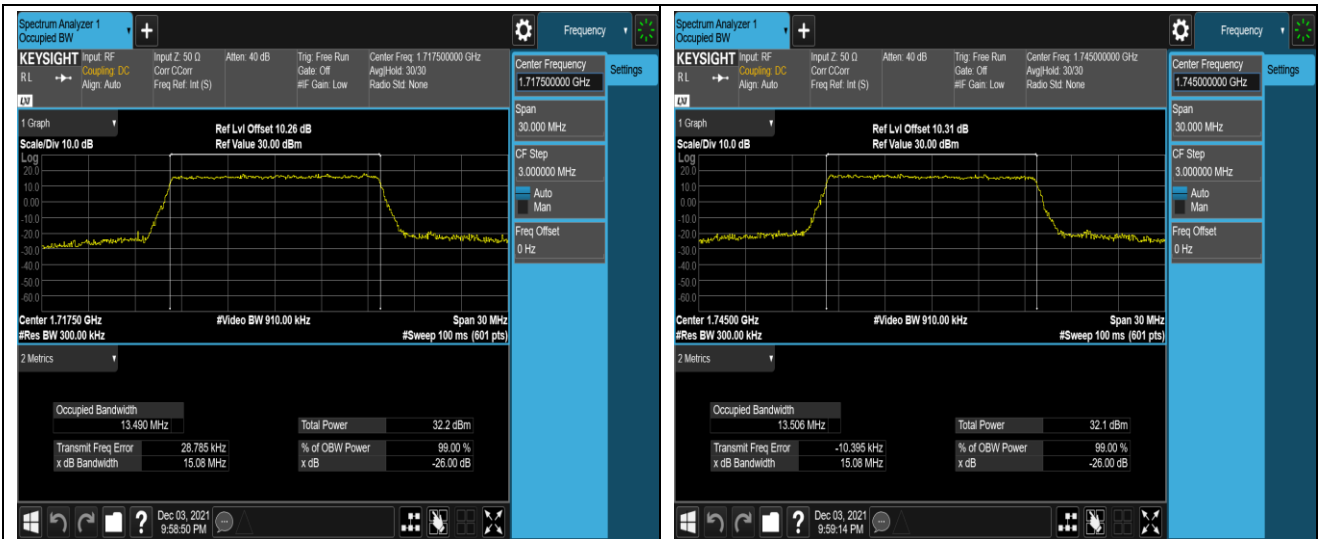 Spectrum Analyzer 1
Occupied BW
+
Frequency
KEYSIGHT Input: RF Input Z: 50 Ω Atten: 40 dB Trig: Free Run Center Freq: 1.717500000 GHz
R L Coupling: DC Corr CCorr Gate: Off Avg|Hold: 30/30
Align: Auto Freq Ref: Int (S) #IF Gain: Low Radio Std: None
LXI
Center Frequency
1.717500000 GHz
Settings
Span
30.000 MHz
CF Step
3.000000 MHz
Auto
Man
Freq Offset
0 Hz
1 Graph
Ref Lvl Offset 10.26 dB
Scale/Div 10.0 dB Ref Value 30.00 dBm
Log
20.0
10.0
0.00
-10.0
-20.0
-30.0
-40.0
-50.0
-60.0
Center 1.71750 GHz #Video BW 910.00 kHz Span 30 MHz
#Res BW 300.00 kHz #Sweep 100 ms (601 pts)
2 Metrics
Occupied Bandwidth
13.490 MHz Total Power 32.2 dBm
Transmit Freq Error 28.785 kHz % of OBW Power 99.00 %
x dB Bandwidth 15.08 MHz x dB -26.00 dB
? Dec 03, 2021
9:58:50 PM
Spectrum Analyzer 1
Occupied BW
+
Frequency
KEYSIGHT Input: RF Input Z: 50 Ω Atten: 40 dB Trig: Free Run Center Freq: 1.745000000 GHz
R L Coupling: DC Corr CCorr Gate: Off Avg|Hold: 30/30
Align: Auto Freq Ref: Int (S) #IF Gain: Low Radio Std: None
LXI
Center Frequency
1.745000000 GHz
Settings
Span
30.000 MHz
CF Step
3.000000 MHz
Auto
Man
Freq Offset
0 Hz
1 Graph
Ref Lvl Offset 10.31 dB
Scale/Div 10.0 dB Ref Value 30.00 dBm
Log
20.0
10.0
0.00
-10.0
-20.0
-30.0
-40.0
-50.0
-60.0
Center 1.74500 GHz #Video BW 910.00 kHz Span 30 MHz
#Res BW 300.00 kHz #Sweep 100 ms (601 pts)
2 Metrics
Occupied Bandwidth
13.506 MHz Total Power 32.1 dBm
Transmit Freq Error -10.395 kHz % of OBW Power 99.00 %
x dB Bandwidth 15.08 MHz x dB -26.00 dB
? Dec 03, 2021
9:59:14 PM